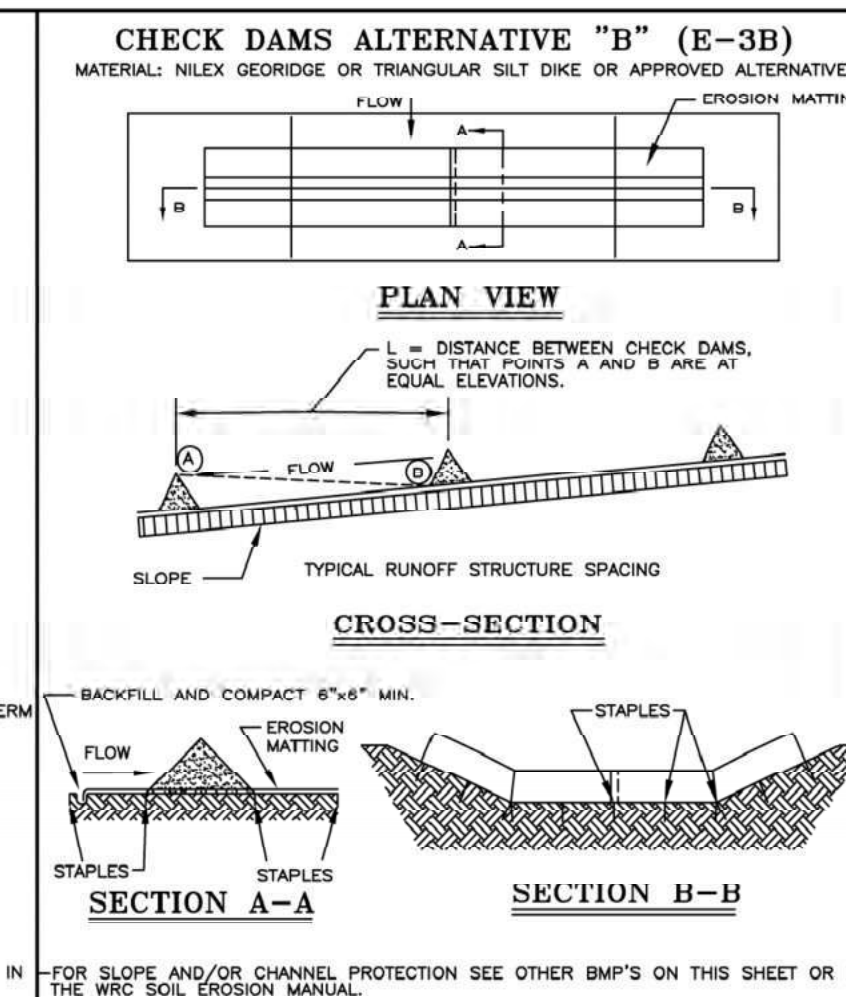 CHECK DAMS ALTERNATIVE "B" (E-3B)
MATERIAL: NILEX GEORIDGE OR TRIANGULAR SILT DIKE OR APPROVED ALTERNATIVE
FLOW
EROSION MATTIN
A
B
B
A
PLAN VIEW
L = DISTANCE BETWEEN CHECK DAMS,
SUCH THAT POINTS A AND B ARE AT
EQUAL ELEVATIONS.
A
FLOW
B
SLOPE
TYPICAL RUNOFF STRUCTURE SPACING
CROSS-SECTION
ERM
BACKFILL AND COMPACT 6"x6" MIN.
FLOW
EROSION
MATTING
STAPLES
STAPLES
STAPLES
SECTION A-A
SECTION B-B
IN
FOR SLOPE AND/OR CHANNEL PROTECTION SEE OTHER BMP'S ON THIS SHEET OR
THE WRC SOIL EROSION MANUAL.